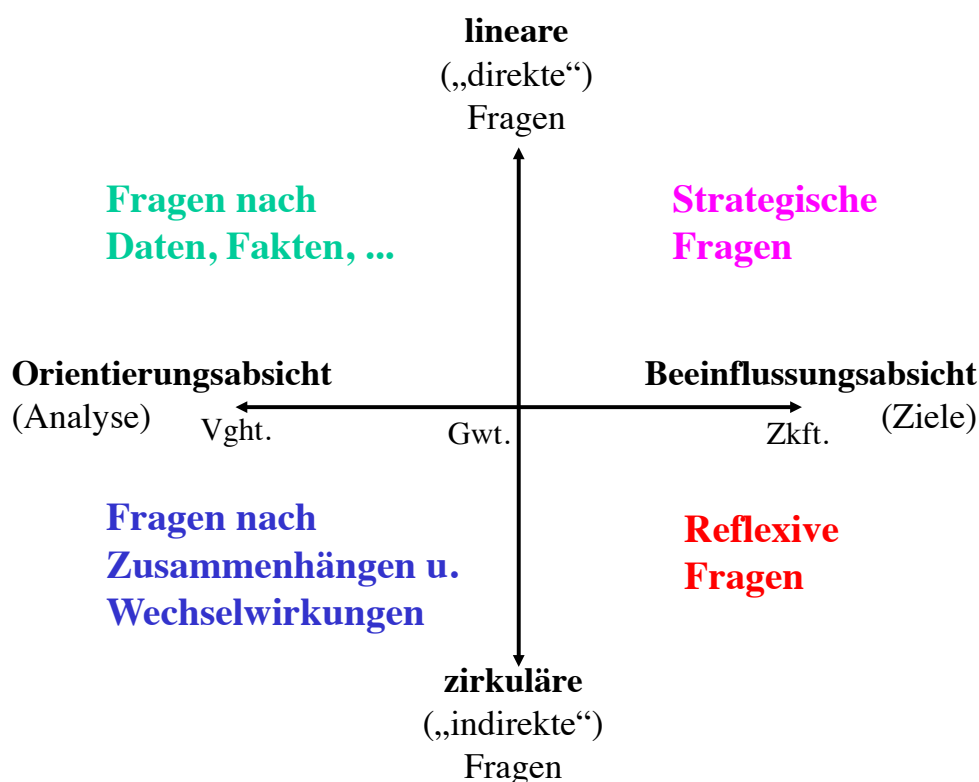 lineare
(„direkte“)
Fragen
Fragen nach
Daten, Fakten, ...
Strategische
Fragen
Orientierungsabsicht
(Analyse)
Beeinflussungsabsicht
(Ziele)
Vght.
Gwt.
Zkft.
Fragen nach
Zusammenhängen u.
Wechselwirkungen
Reflexive
Fragen
zirkuläre
(„indirekte“)
Fragen